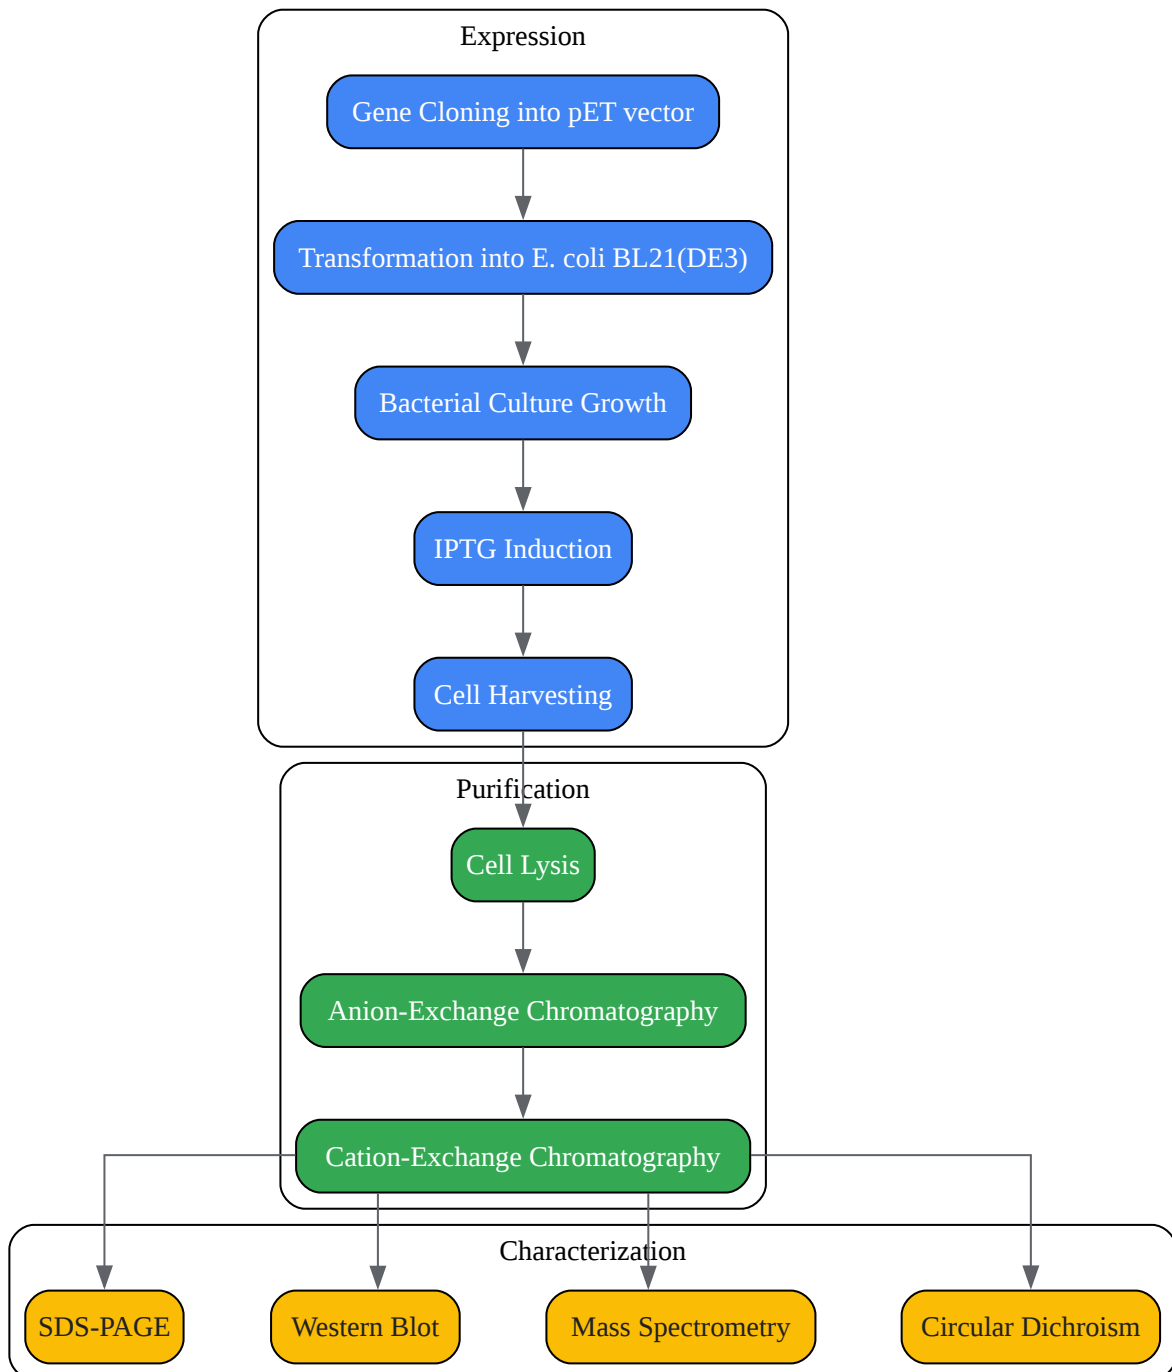 Expression
Gene Cloning into pET vector
Transformation into E. coli BL21(DE3)
Bacterial Culture Growth
IPTG Induction
Cell Harvesting
Purification
Cell Lysis
Anion-Exchange Chromatography
Cation-Exchange Chromatography
Characterization
SDS-PAGE
Western Blot
Mass Spectrometry
Circular Dichroism